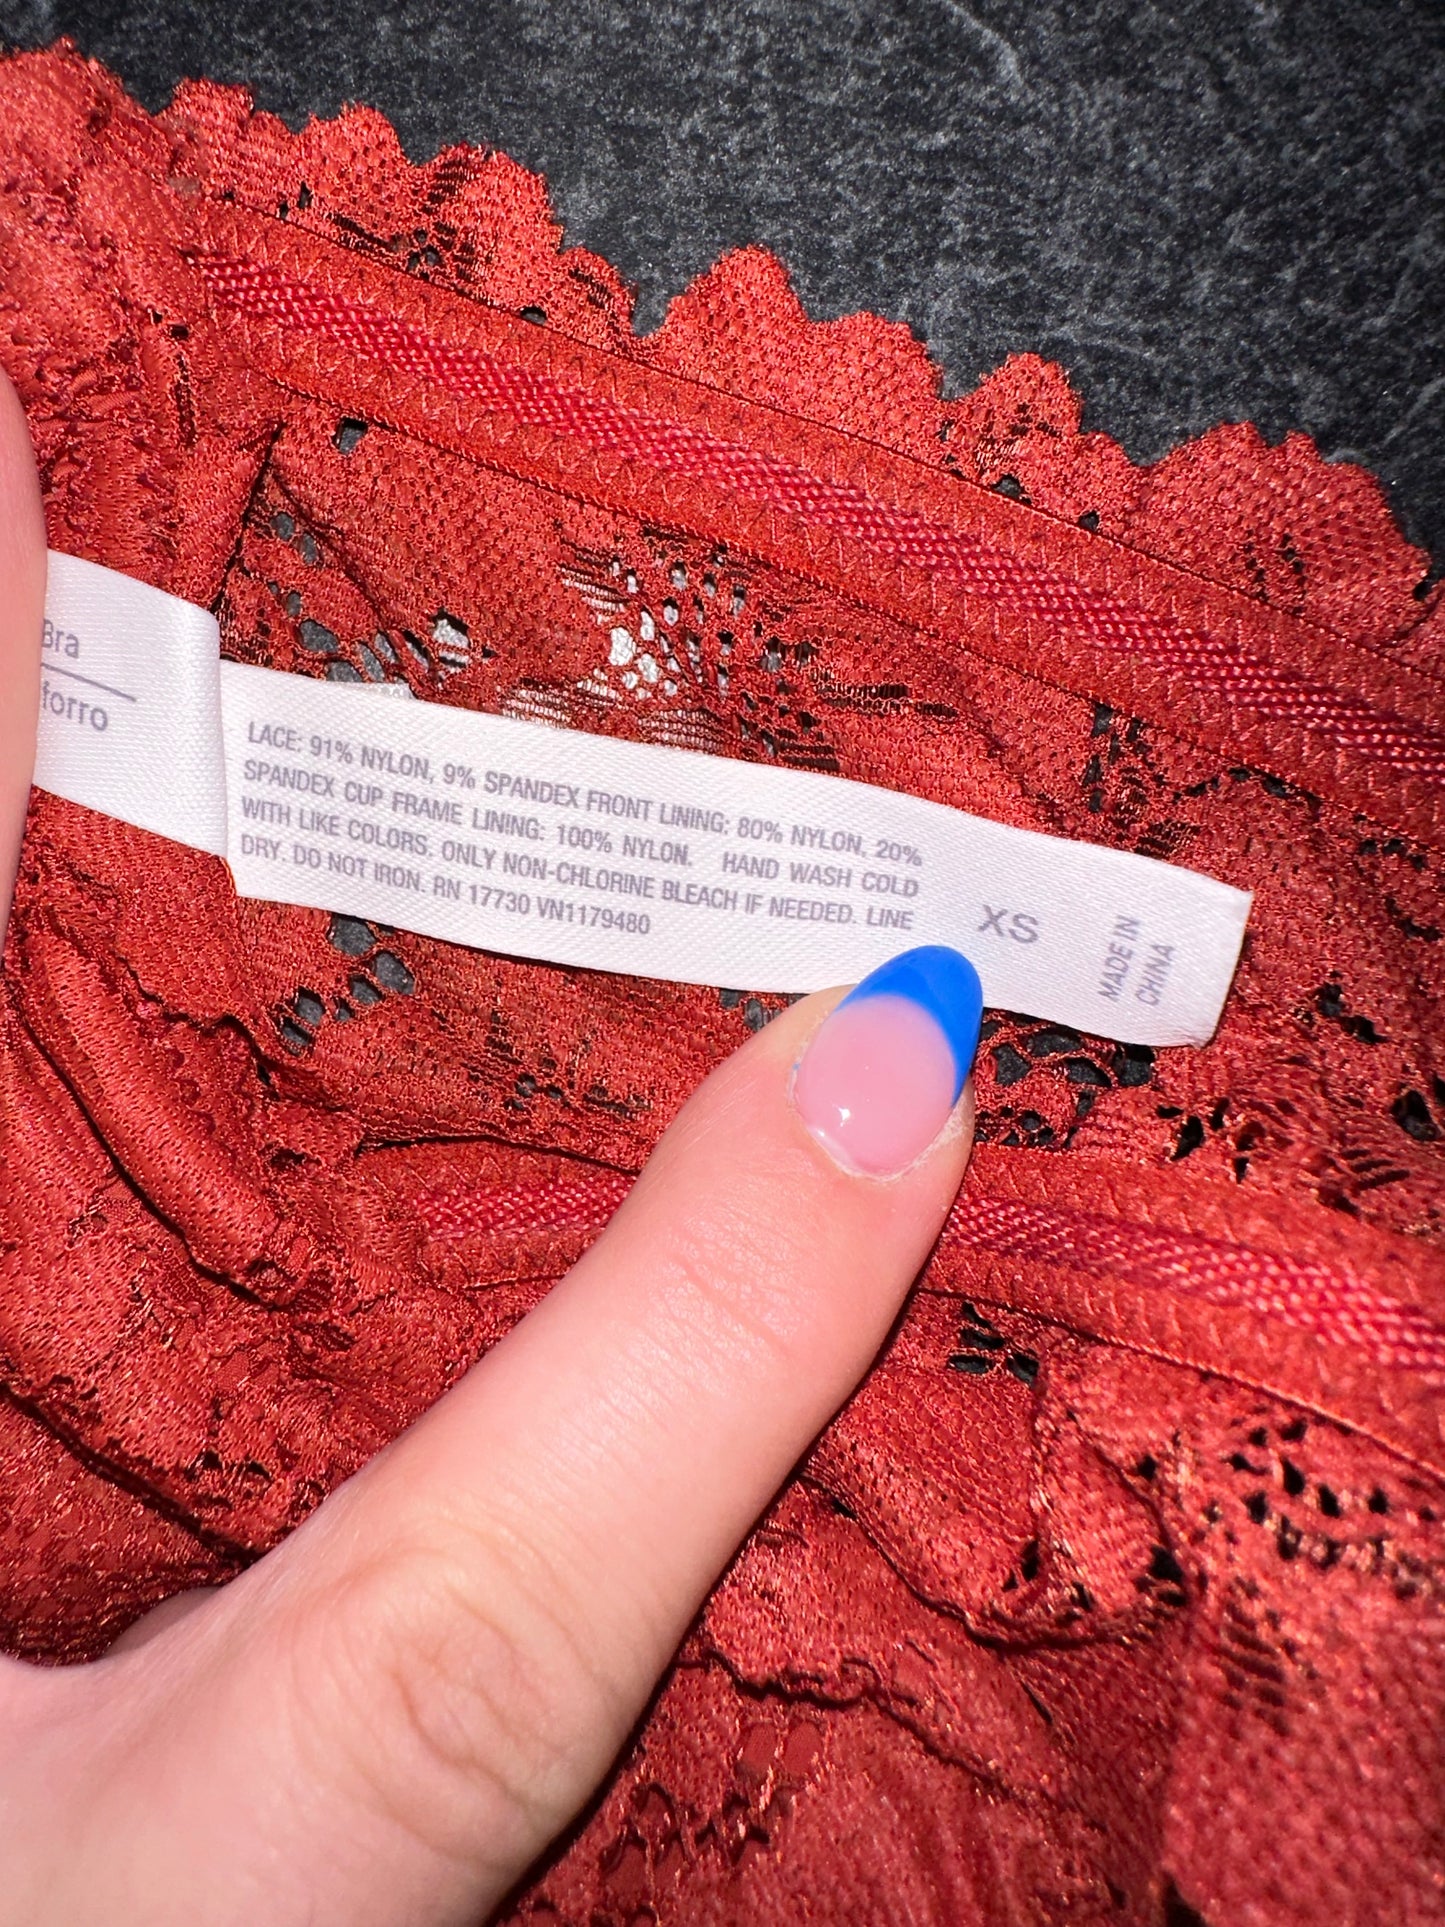 Bra
forro
LACE: 91% NYLON, 9% SPANDEX FRONT LINING: 80% NYLON, 20%
SPANDEX CUP FRAME LINING: 100% NYLON. HAND WASH COLD
WITH LIKE COLORS. ONLY NON-CHLORINE BLEACH IF NEEDED. LINE
DRY. DO NOT IRON. RN 17730 VN1179480
XS
MADE IN
CHINA